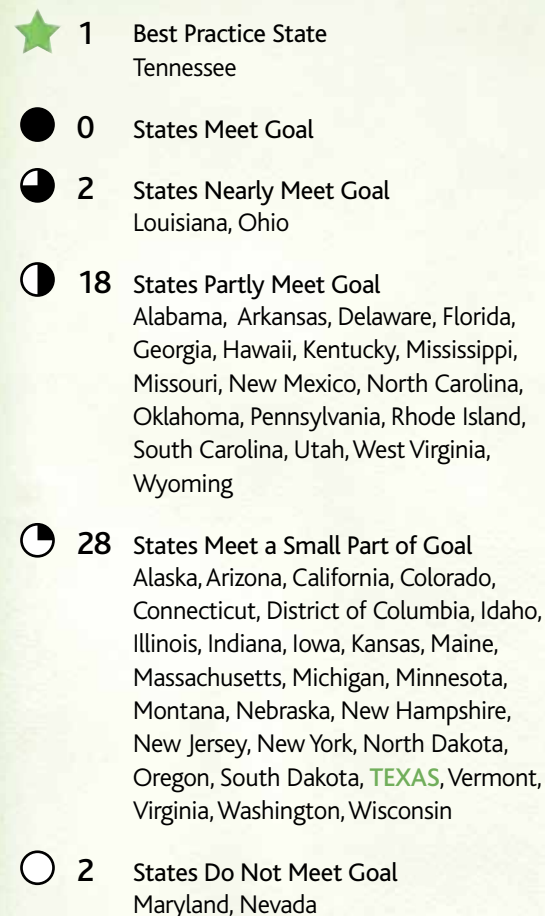 1 Best Practice State
Tennessee
0 States Meet Goal
2 States Nearly Meet Goal
Louisiana, Ohio
18 States Partly Meet Goal
Alabama, Arkansas, Delaware, Florida,
Georgia, Hawaii, Kentucky, Mississippi,
Missouri, New Mexico, North Carolina,
Oklahoma, Pennsylvania, Rhode Island,
South Carolina, Utah, West Virginia,
Wyoming
28 States Meet a Small Part of Goal
Alaska, Arizona, California, Colorado,
Connecticut, District of Columbia, Idaho,
Illinois, Indiana, Iowa, Kansas, Maine,
Massachusetts, Michigan, Minnesota,
Montana, Nebraska, New Hampshire,
New Jersey, New York, North Dakota,
Oregon, South Dakota, TEXAS, Vermont,
Virginia, Washington, Wisconsin
2 States Do Not Meet Goal
Maryland, Nevada